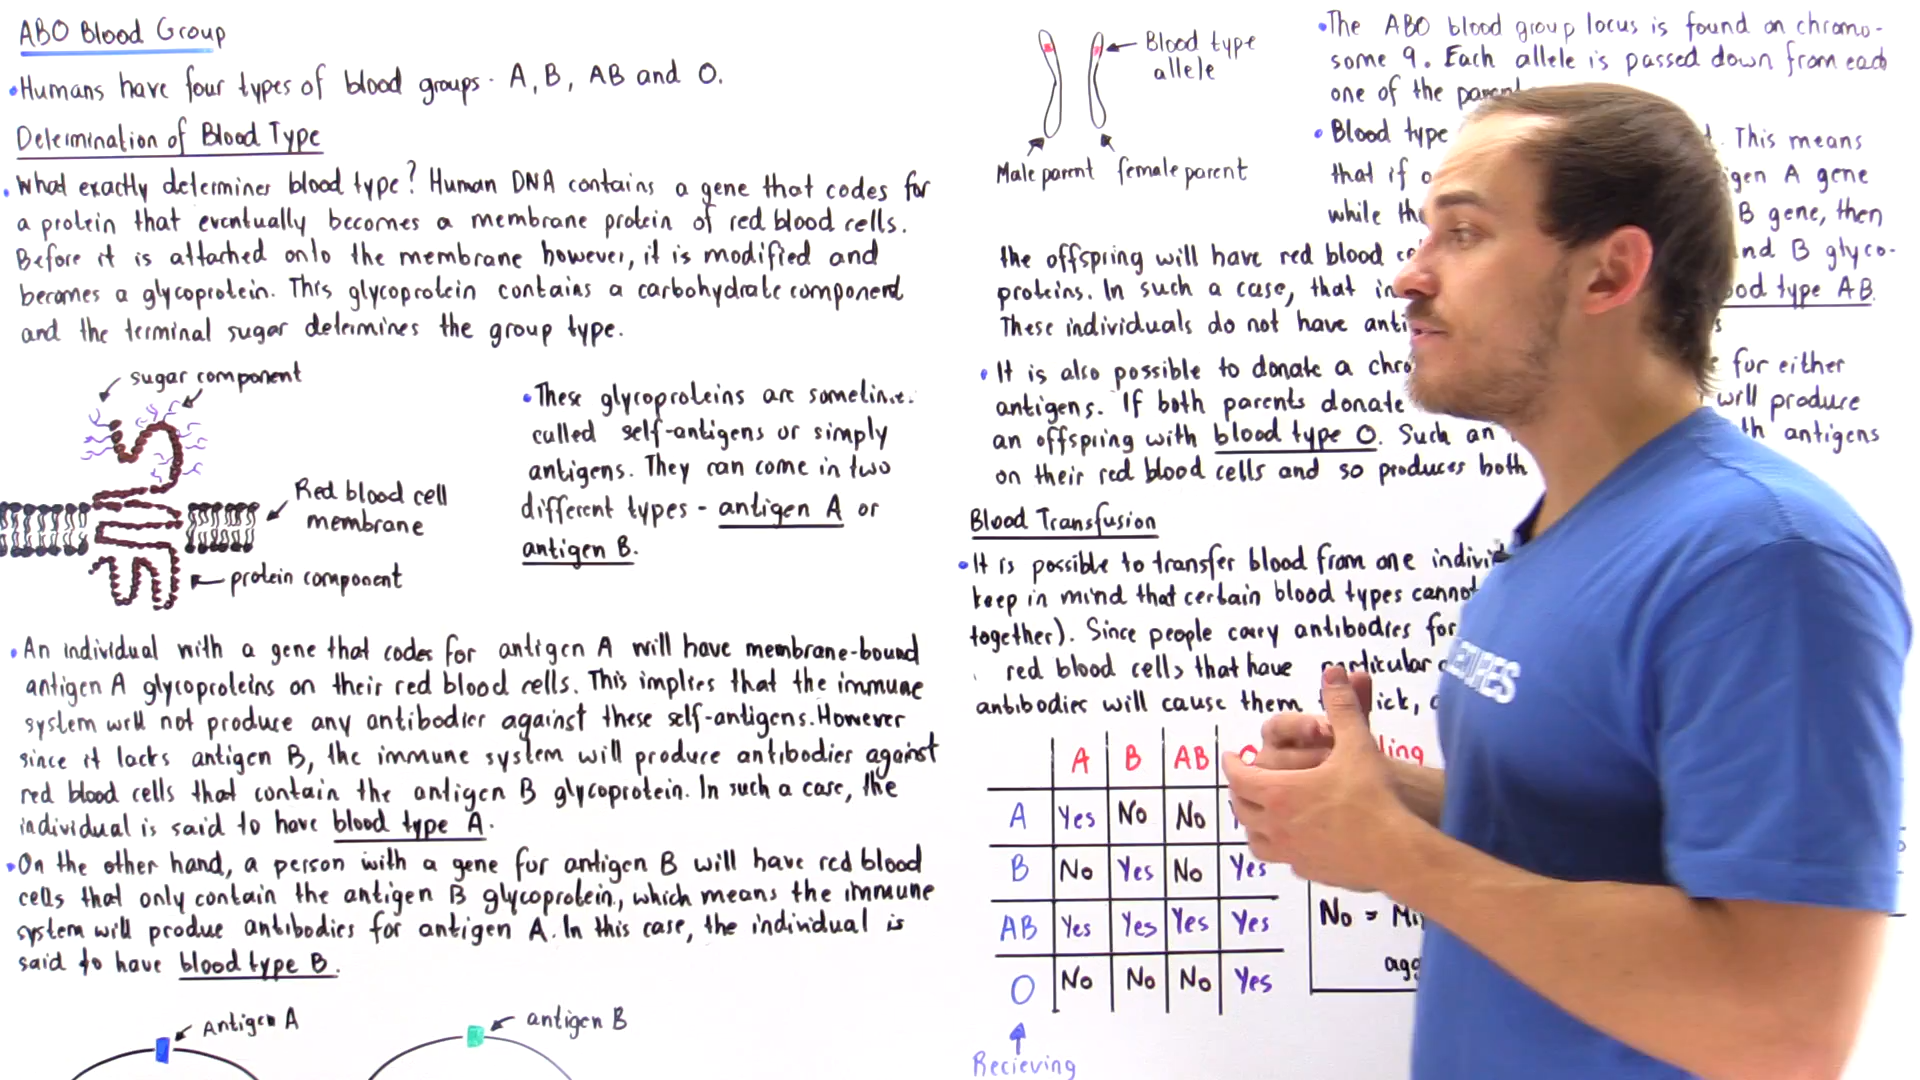 ABO Blood Group
•Humans have four types of blood groups - A, B, AB and O.
Determination of Blood Type
•What exactly determines blood type? Human DNA contains a gene that codes for
a protein that eventually becomes a membrane protein of red blood cells.
Before it is attached onto the membrane however, it is modified and
becomes a glycoprotein. This glycoprotein contains a carbohydrate component
and the terminal sugar determines the group type.
sugar component
Red blood cell
membrane
protein component
•These glycoproteins are sometimes
called self-antigens or simply
antigens. They can come in two
different types - antigen A or
antigen B.
•An individual with a gene that codes for antigen A will have membrane-bound
antigen A glycoproteins on their red blood cells. This implies that the immune
system will not produce any antibodies against these self-antigens. However
since it lacks antigen B, the immune system will produce antibodies against
red blood cells that contain the antigen B glycoprotein. In such a case, the
individual is said to have blood type A.
•On the other hand, a person with a gene for antigen B will have red blood
cells that only contain the antigen B glycoprotein, which means the immune
system will produce antibodies for antigen A. In this case, the individual is
said to have blood type B.
Antigen A
antigen B
Blood type
allele
Male parent female parent
•The ABO blood group locus is found on chromo-
some 9. Each allele is passed down from each
one of the
•Blood type This means
that if gen A gene
while B gene, then
the offspring will have red blood nd B glyco-
proteins. In such a case, that ood type AB.
These individuals do not have
•It is also possible to donate a for either
antigens. If both parents donate will produce
an offspring with blood type O. Such an th antigens
on their red blood cells and so produces both
Blood Transfusion
•It is possible to transfer blood from one
keep in mind that certain blood types cannot
together). Since people carry antibodies for
red blood cells that have particular
antibodies will cause them
A B AB O ding
A Yes No No
B No Yes No Yes
AB Yes Yes Yes Yes
O No No No Yes
Recieving
No =
agg
ECTURES